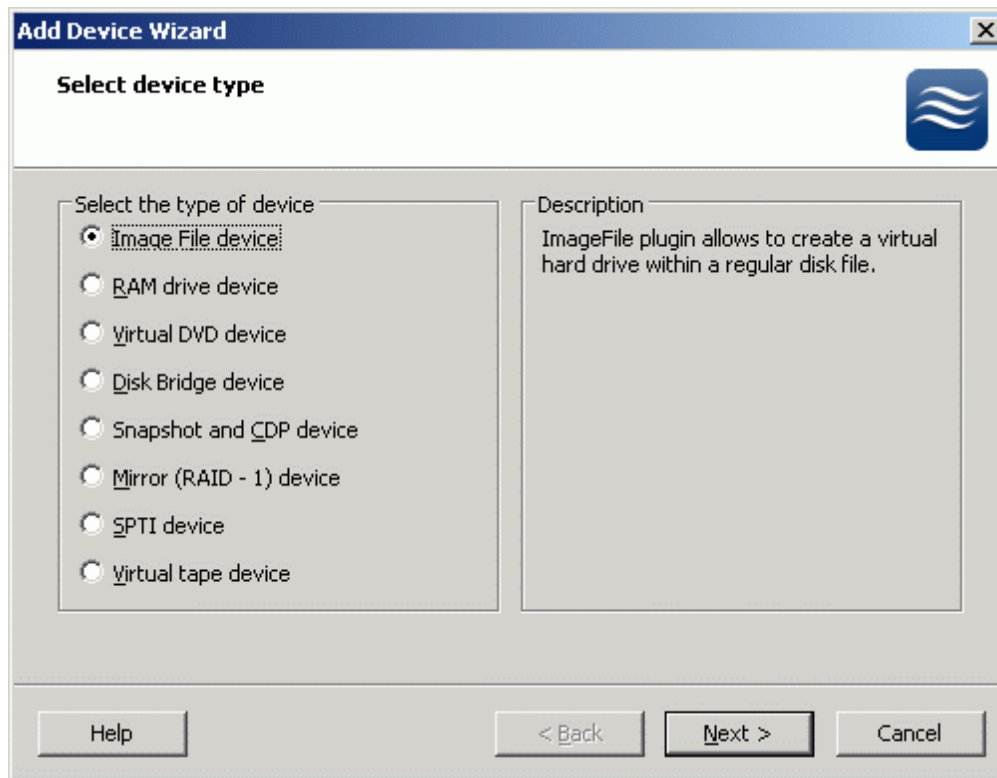 Add Device Wizard
Select device type
Select the type of device
Image File device
RAM drive device
Virtual DVD device
Disk Bridge device
Snapshot and CDP device
Mirror (RAID - 1) device
SPTI device
Virtual tape device
Description
ImageFile plugin allows to create a virtual
hard drive within a regular disk file.
Help
< Back
Next >
Cancel